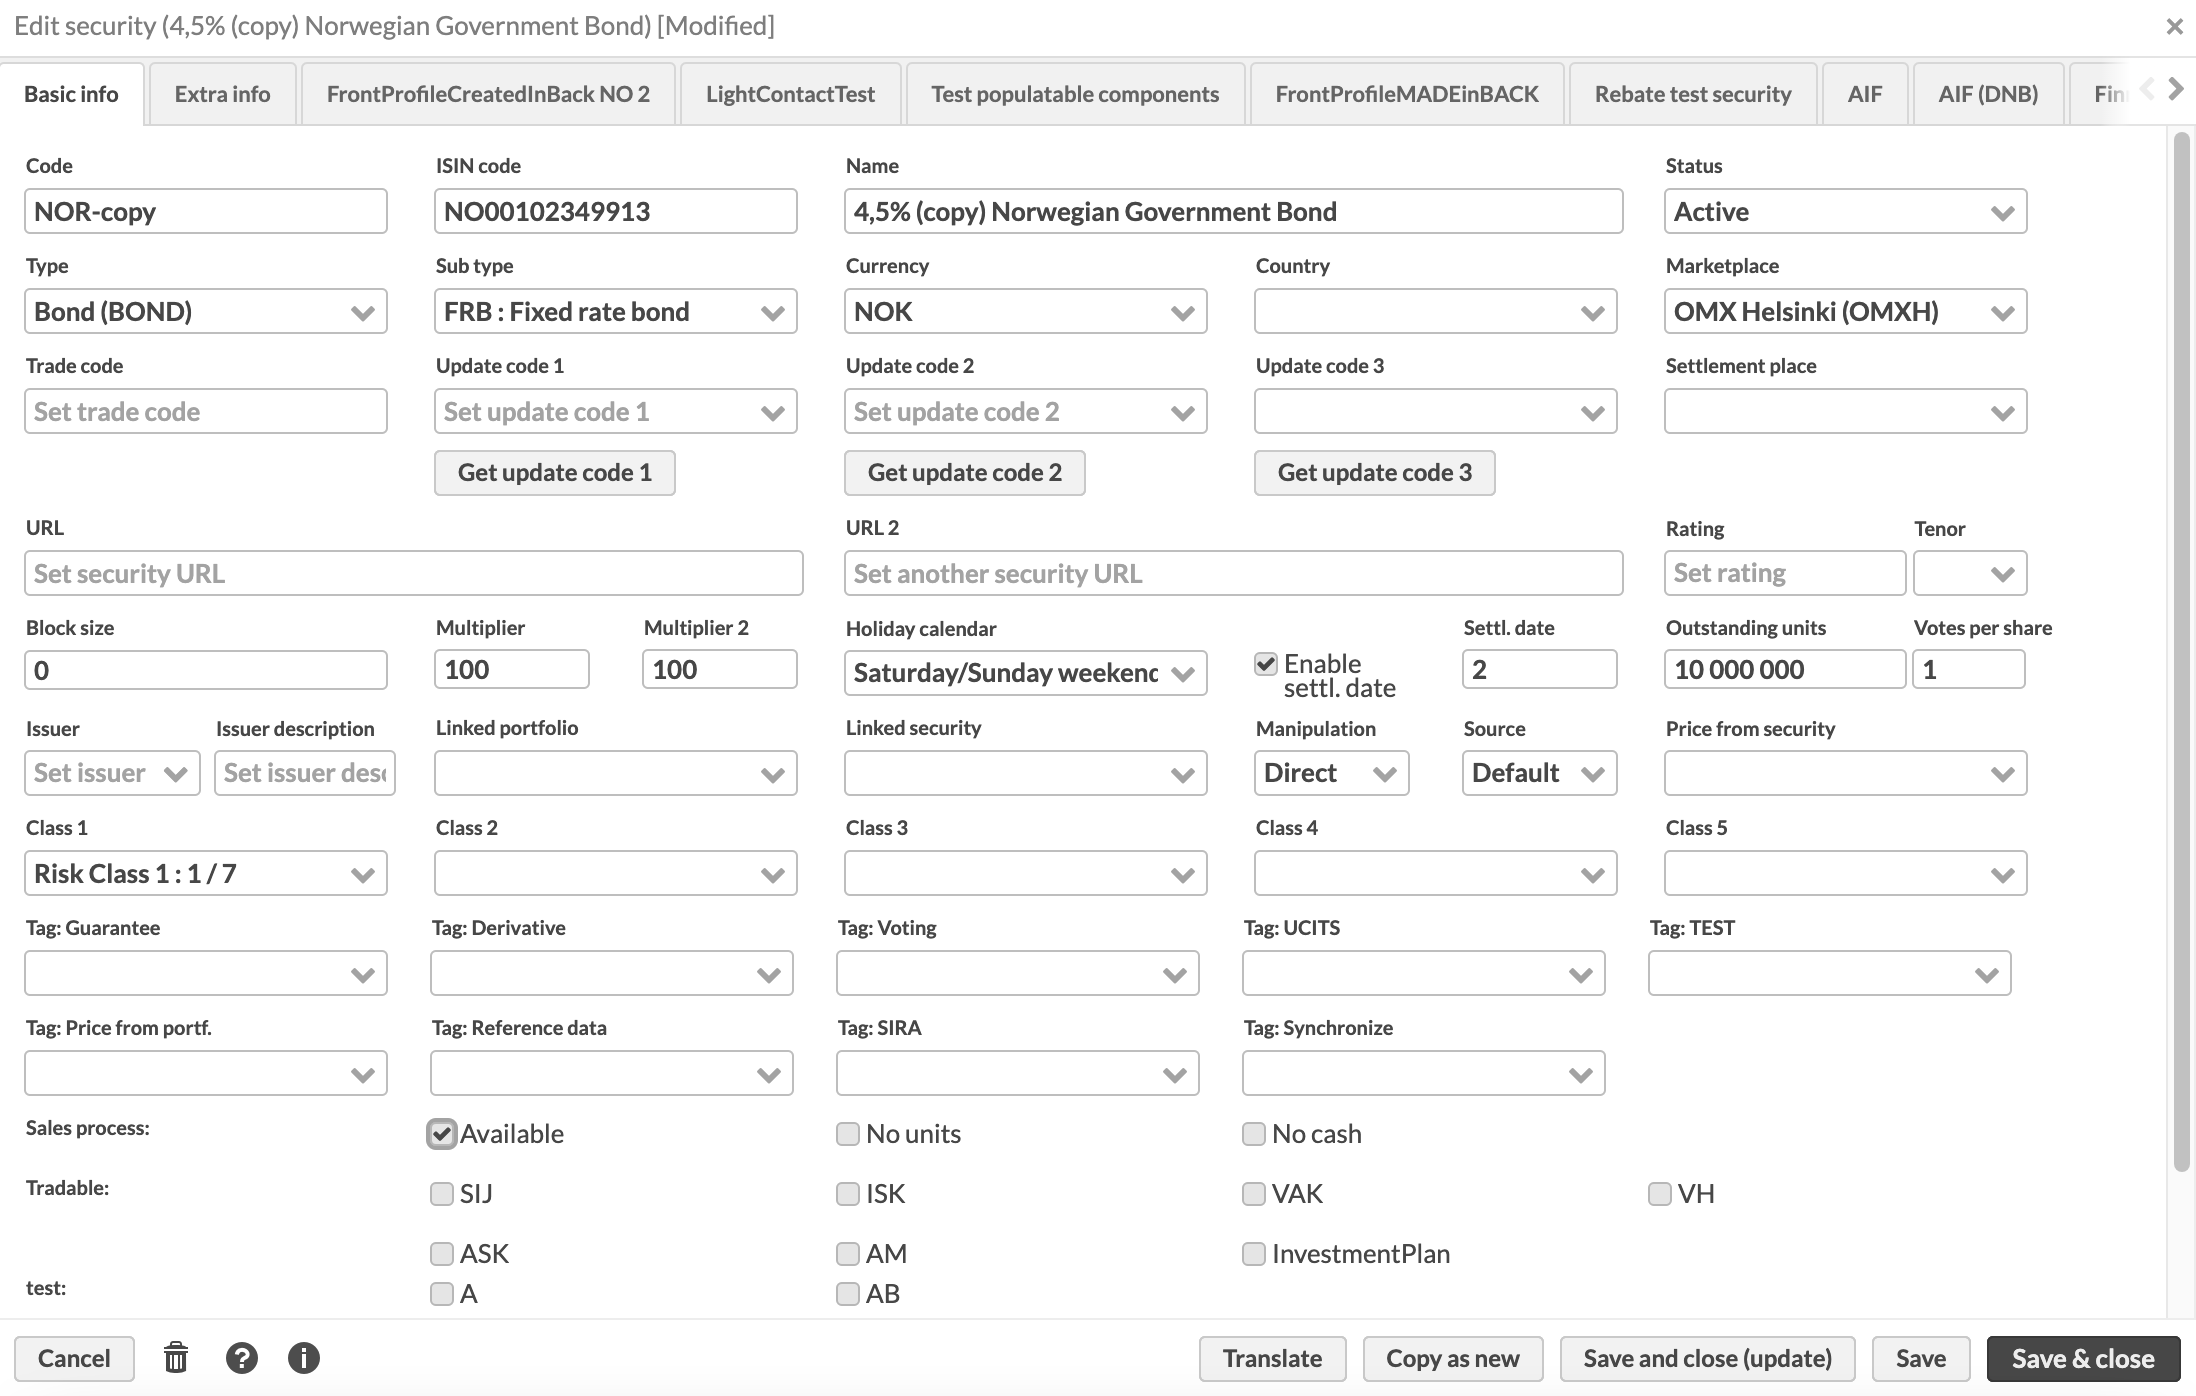 Edit security (4,5% (copy) Norwegian Government Bond) [Modified]
Basic info Extra info FrontProfileCreatedInBack NO 2 LightContactTest Test populatable components FrontProfileMADEinBACK Rebate test security AIF AIF (DNB) Fin
Code ISIN code Name Status
NOR-copy NO00102349913 4,5% (copy) Norwegian Government Bond Active
Type Sub type Currency Country Marketplace
Bond (BOND) FRB : Fixed rate bond NOK OMX Helsinki (OMXH)
Trade code Update code 1 Update code 2 Update code 3 Settlement place
Set trade code Set update code 1 Set update code 2
Get update code 1 Get update code 2 Get update code 3
URL URL 2 Rating Tenor
Set security URL Set another security URL Set rating
Block size Multiplier Multiplier 2 Holiday calendar Settl. date Outstanding units Votes per share
0 100 100 Saturday/Sunday weekend Enable settl. date 2 10 000 000 1
Issuer Issuer description Linked portfolio Linked security Manipulation Source Price from security
Set issuer Set issuer desc Direct Default
Class 1 Class 2 Class 3 Class 4 Class 5
Risk Class 1 : 1 / 7
Tag: Guarantee Tag: Derivative Tag: Voting Tag: UCITS Tag: TEST
Tag: Price from portf. Tag: Reference data Tag: SIRA Tag: Synchronize
Sales process: Available No units No cash
Tradable: SIJ ISK VAK VH
ASK AM InvestmentPlan
test: A AB
Cancel Translate Copy as new Save and close (update) Save Save & close